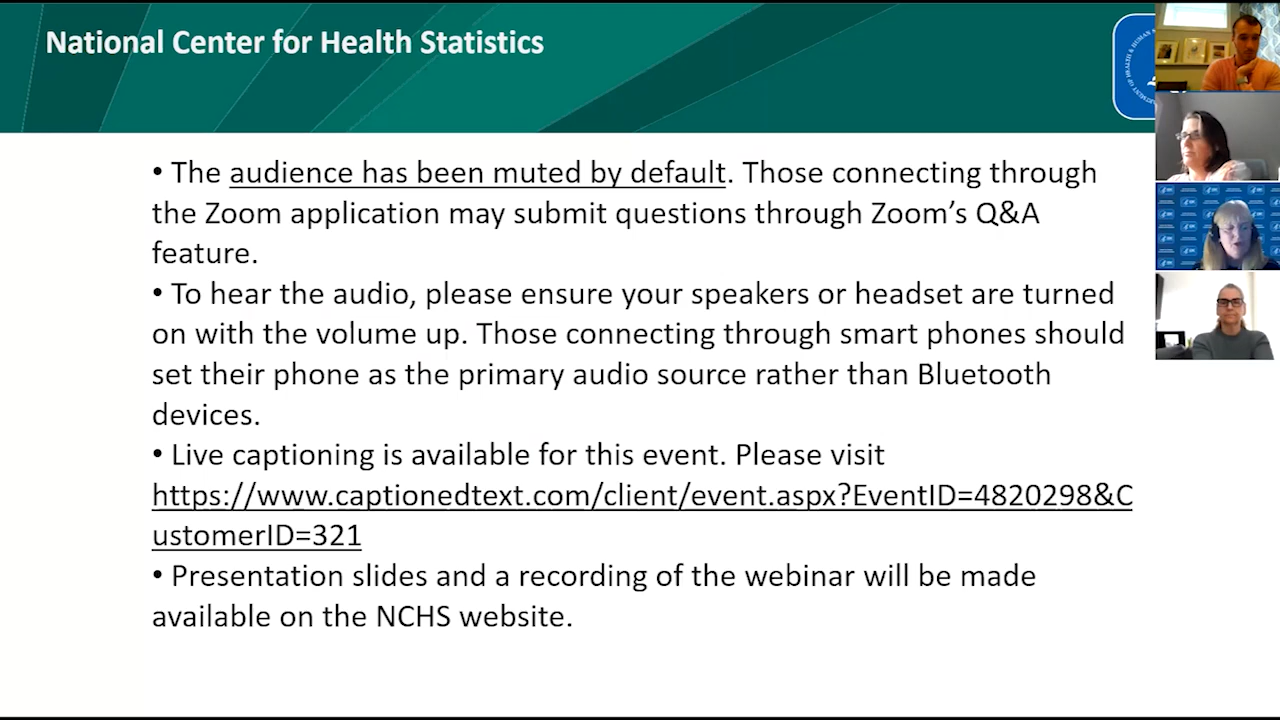 National Center for Health Statistics
• The audience has been muted by default. Those connecting through
the Zoom application may submit questions through Zoom’s Q&A
feature.
• To hear the audio, please ensure your speakers or headset are turned
on with the volume up. Those connecting through smart phones should
set their phone as the primary audio source rather than Bluetooth
devices.
• Live captioning is available for this event. Please visit
https://www.captionedtext.com/client/event.aspx?EventID=4820298&C
ustomerID=321
• Presentation slides and a recording of the webinar will be made
available on the NCHS website.